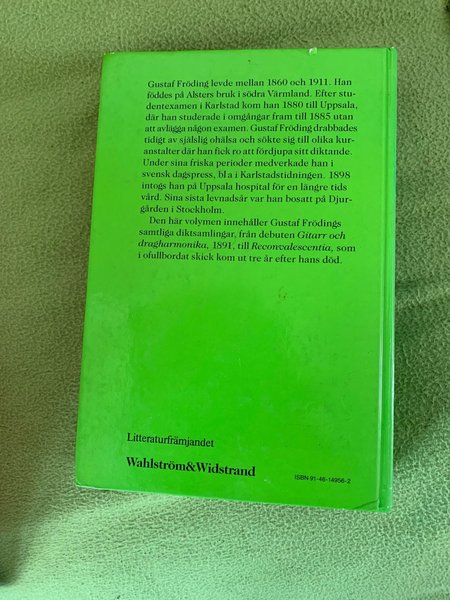 Gustaf Fröding levde mellan 1860 och 1911. Han
föddes på Alsters bruk i södra Värmland. Efter stu-
dentexamen i Karlstad kom han 1880 till Uppsala,
där han studerade i omgångar fram till 1885 utan
att avlägga någon examen. Gustaf Fröding drabbades
tidigt av själslig ohälsa och sökte sig till olika kur-
anstalter där han fick ro att fördjupa sitt diktande.
Under sina friska perioder medverkade han i
svensk dagspress, bl a i Karlstadstidningen. 1898
intogs han på Uppsala hospital för en längre tids
vård. Sina sista levnadsår var han bosatt på Djur-
gården i Stockholm.
Den här volymen innehåller Gustaf Frödings
samtliga diktsamlingar, från debuten Gitarr och
dragharmonika, 1891, till Reconvalescentia, som
i ofullbordat skick kom ut tre år efter hans död.
Litteraturfrämjandet
Wahlström&Widstrand
ISBN 91-46-14956-2